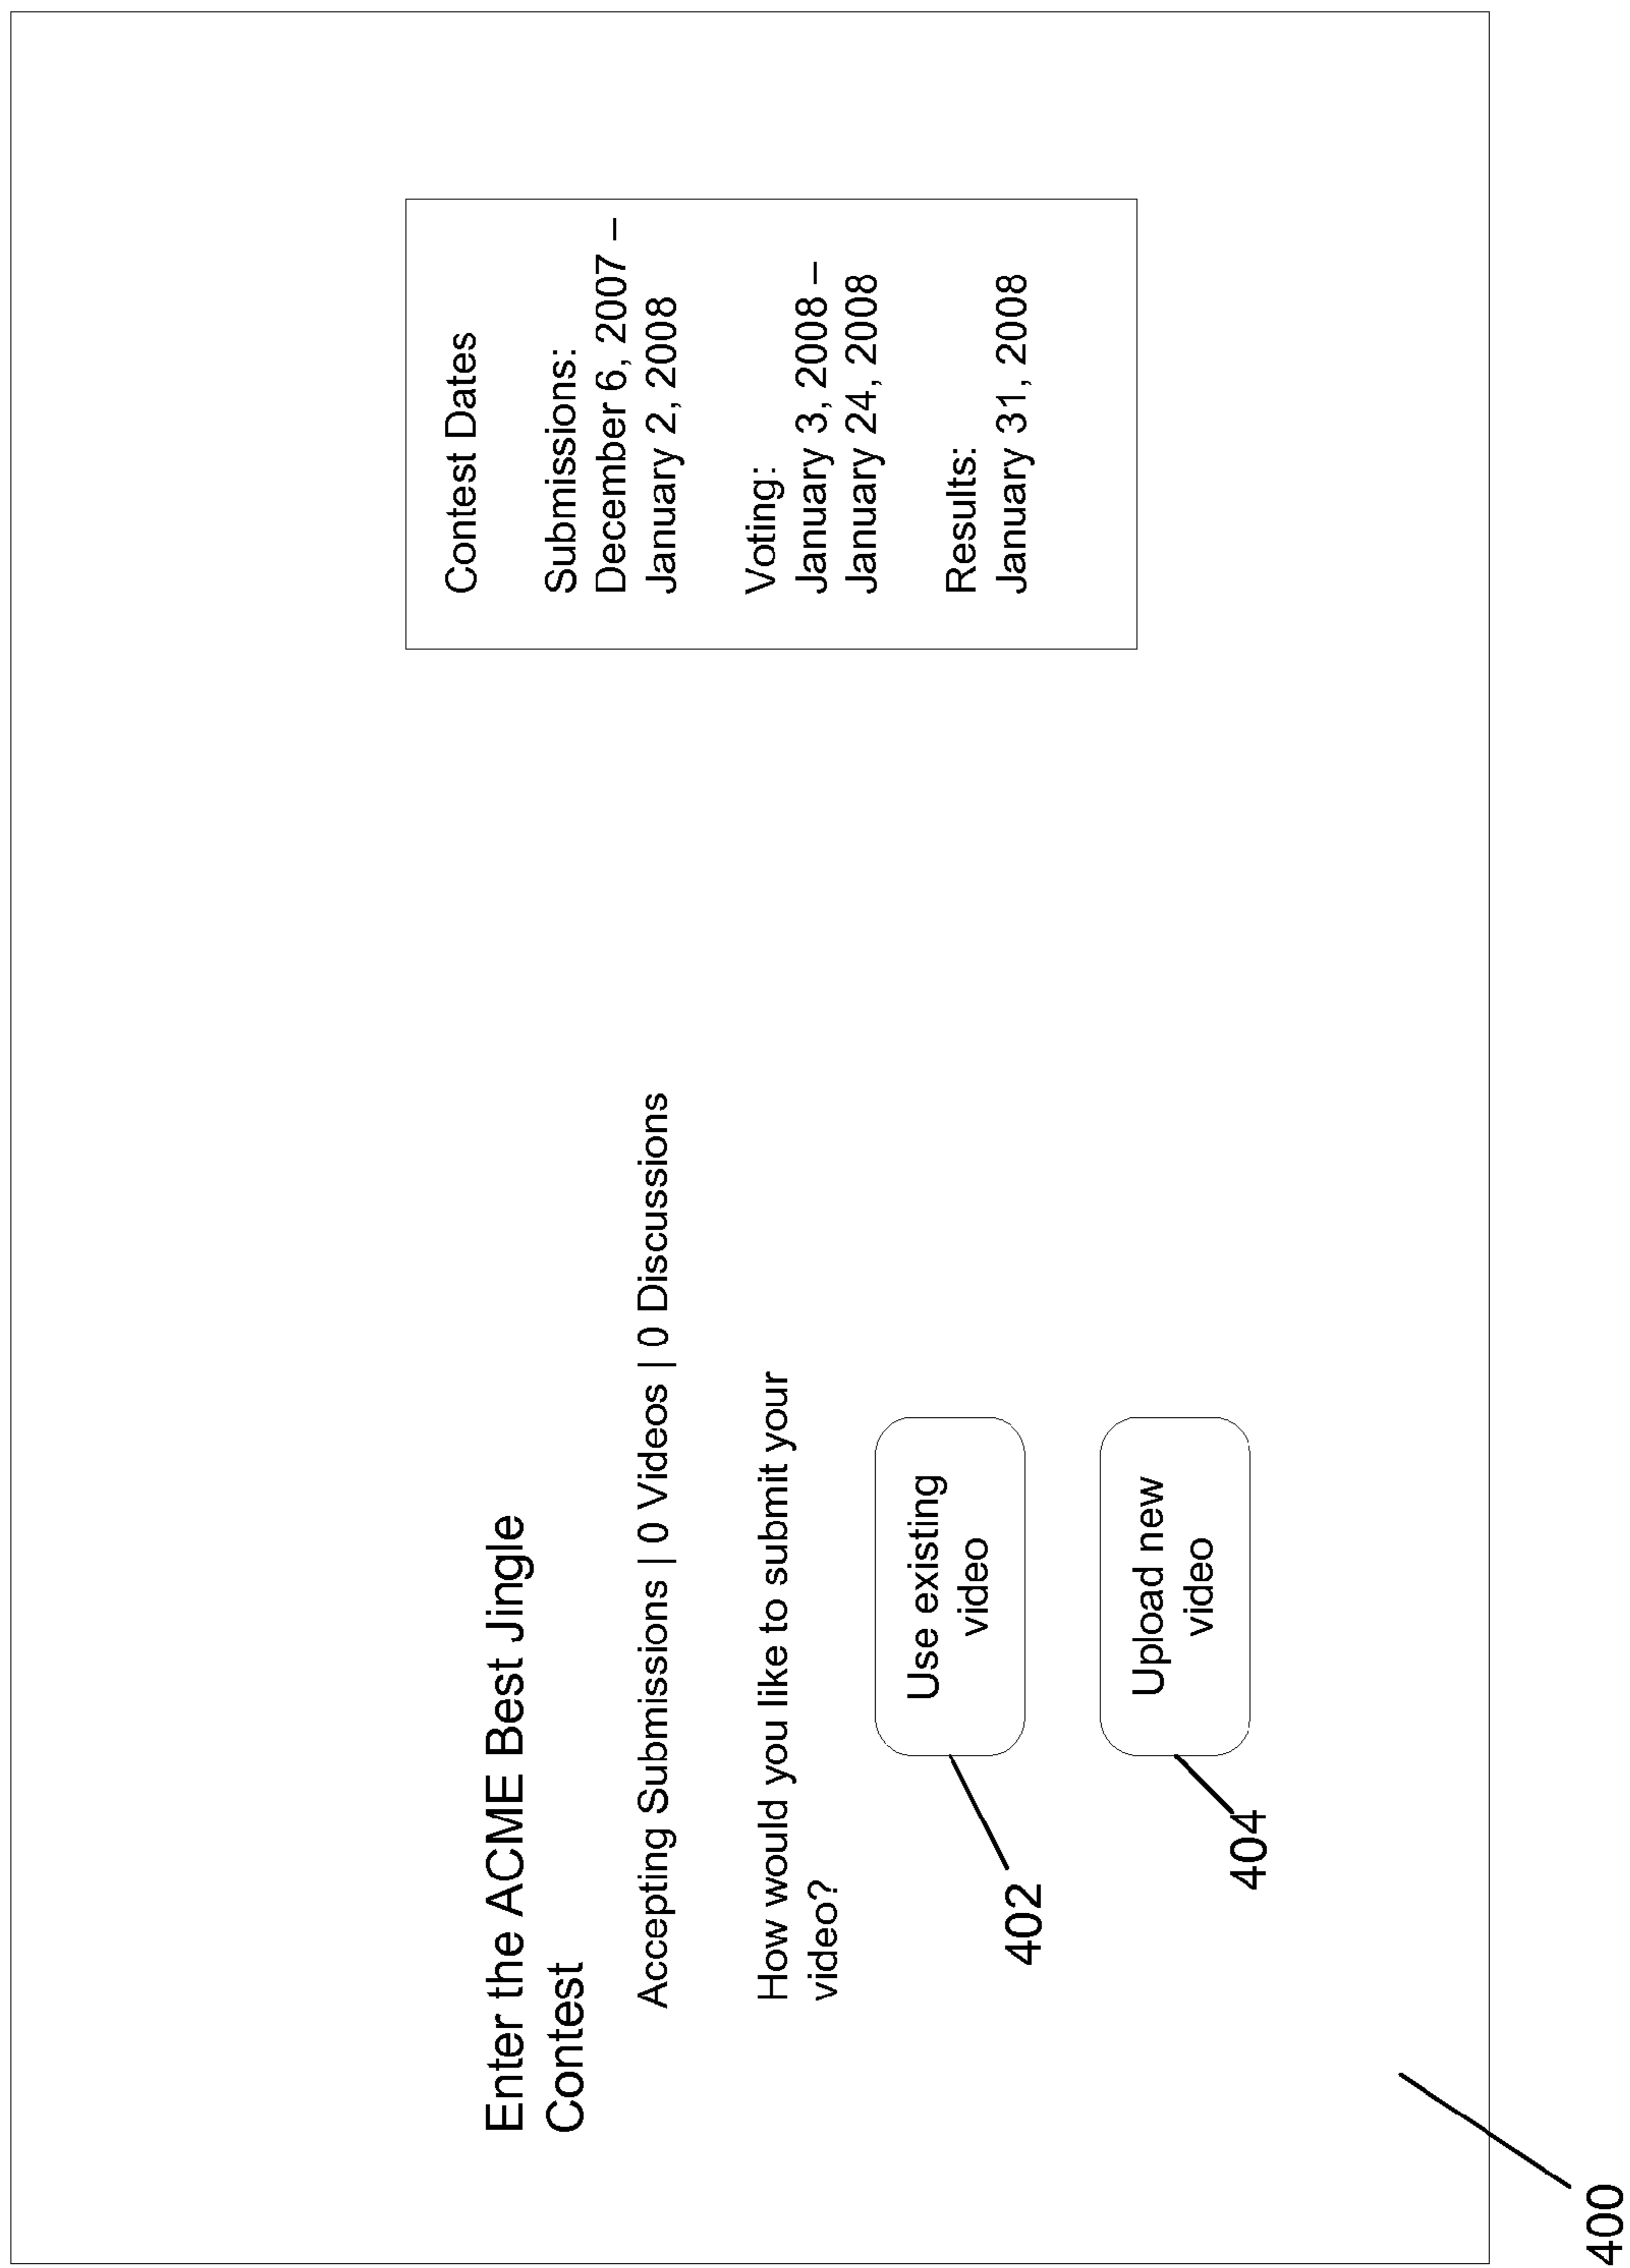 Enter the ACME Best Jingle
Contest
Accepting Submissions | 0 Videos | 0 Discussions
How would you like to submit your
video?
Use existing
video
402
Upload new
video
404
Contest Dates
Submissions:
December 6, 2007 –
January 2, 2008
Voting:
January 3, 2008 –
January 24, 2008
Results:
January 31, 2008
400